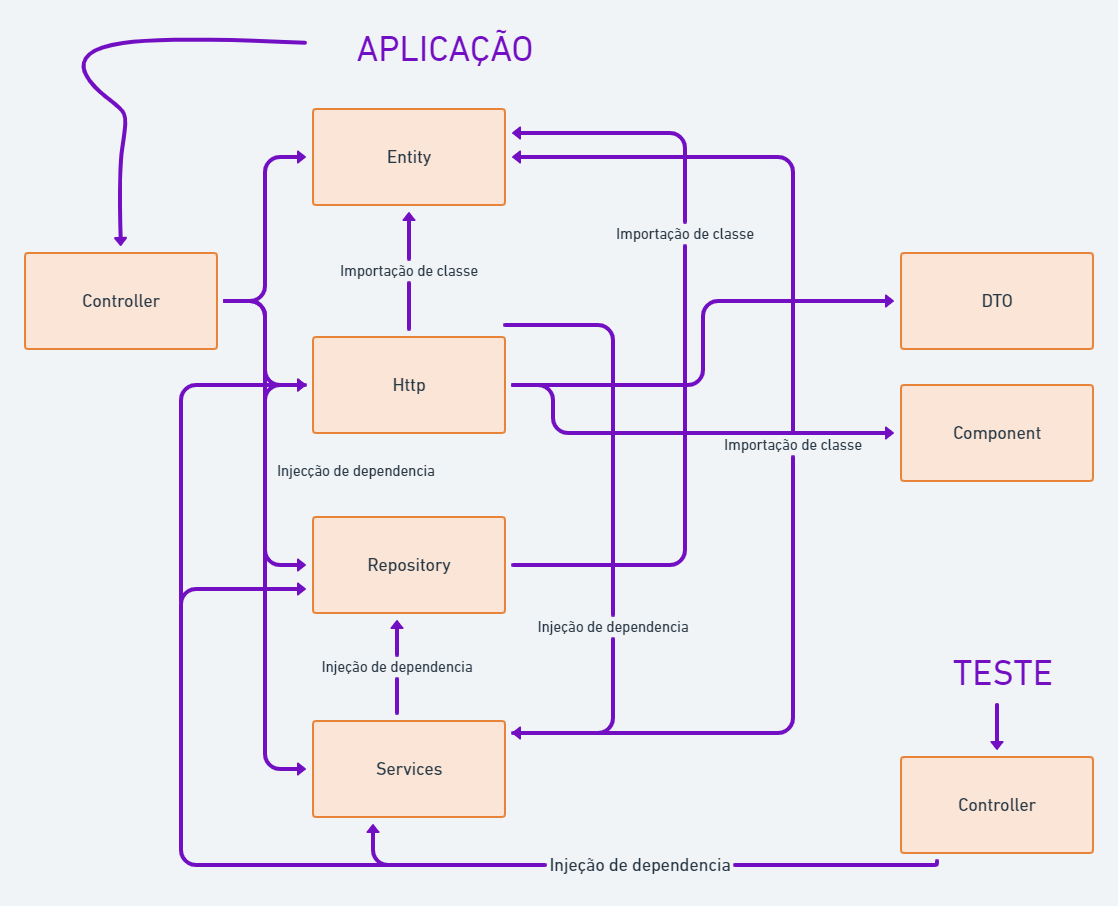 APLICAÇÃO
Entity
Importação de classe
Importação de classe
Controller
DTO
Http
Component
Importação de classe
Injecção de dependencia
Repository
Injeção de dependencia
Injeção de dependencia
TESTE
Services
Controller
Injeção de dependencia